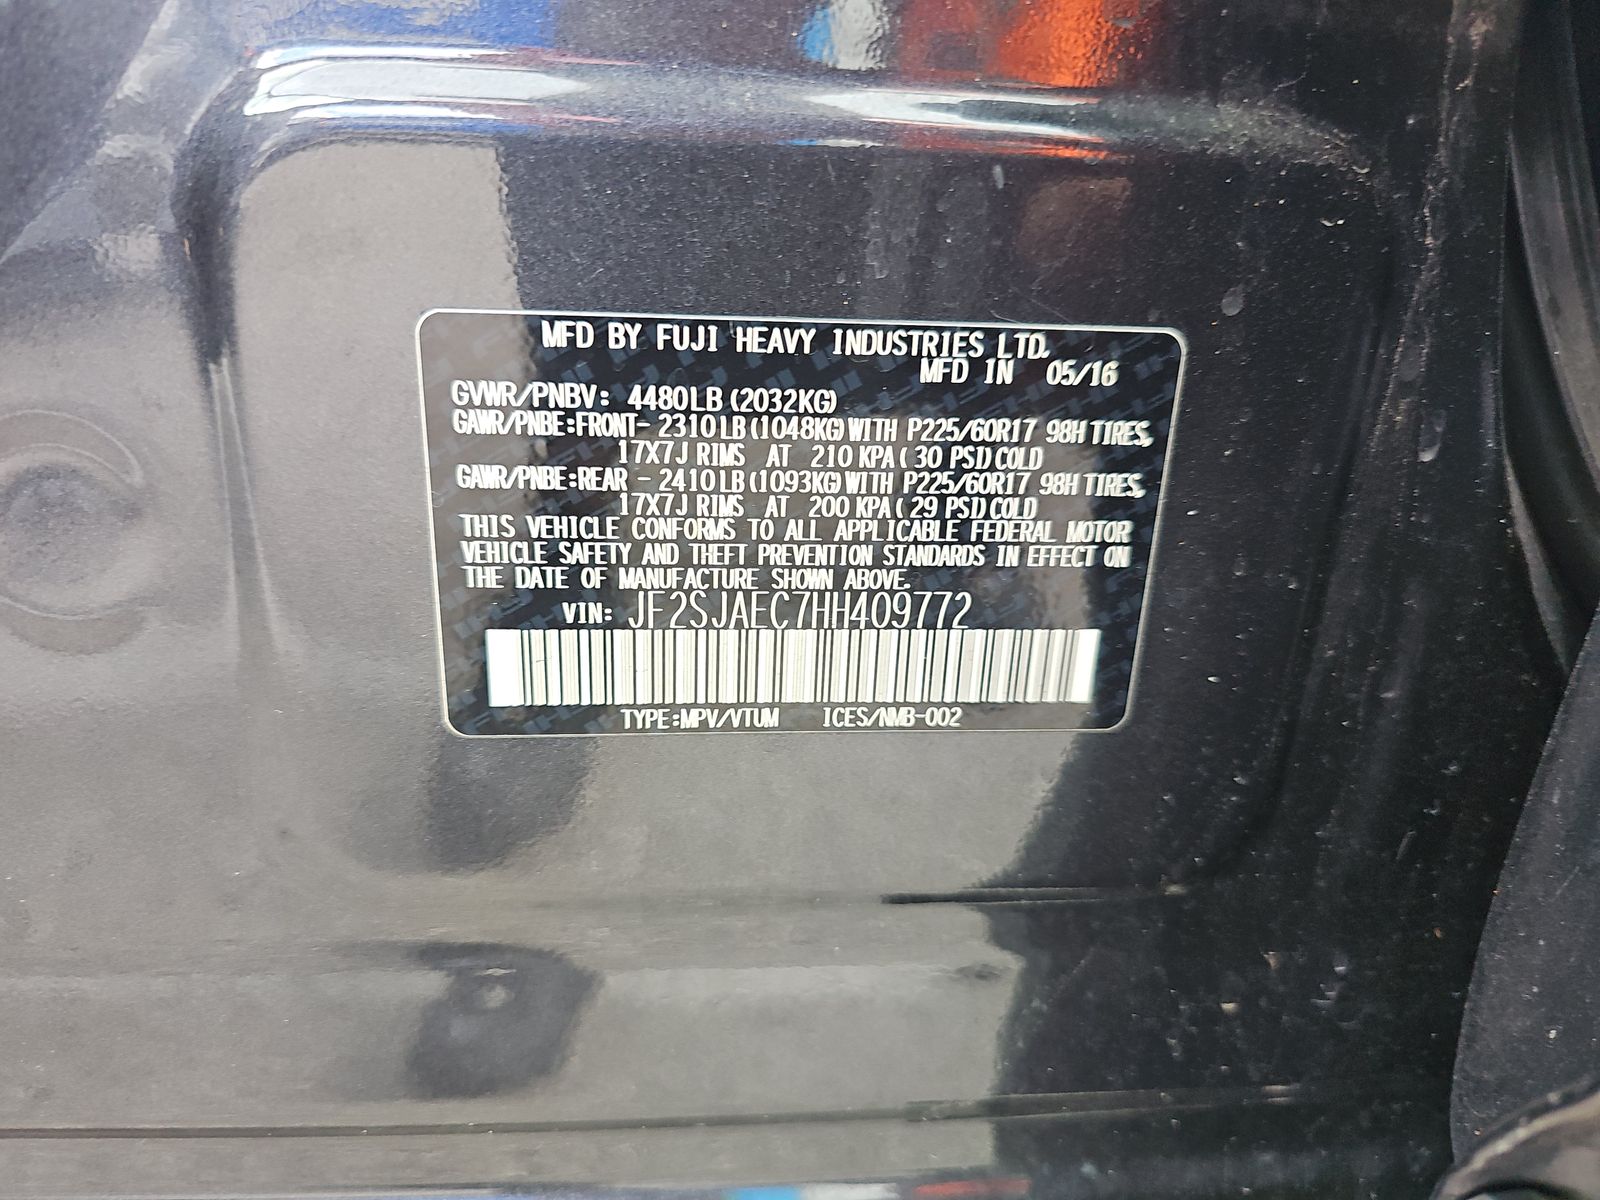 MFD BY FUJI HEAVY INDUSTRIES LTD.
MFD IN 05/16
GVWR/PNBV: 4480LB (2032KG)
GAWR/PNBE:FRONT- 2310LB(1048KG)WITH P225/60R17 98H TIRES,
17X7J RIMS AT 210 KPA( 30 PSI)COLD
GAWR/PNBE:REAR - 2410LB(1093KG)WITH P225/60R17 98H TIRES,
17X7J RIMS AT 200 KPA( 29 PSI)COLD
THIS VEHICLE CONFORMS TO ALL APPLICABLE FEDERAL MOTOR
VEHICLE SAFETY AND THEFT PREVENTION STANDARDS IN EFFECT ON
THE DATE OF MANUFACTURE SHOWN ABOVE.
VIN: JF2SJAEC7HH409772
TYPE:MPV/VTUM ICES/NMB-002